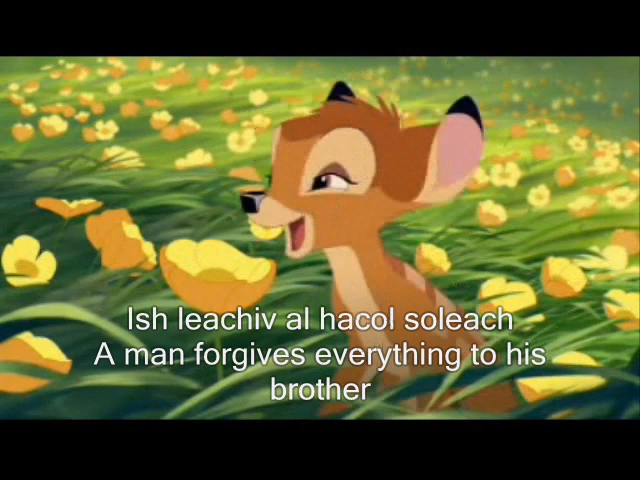 Ish leachiv al hacol soleach
A man forgives everything to his
brother